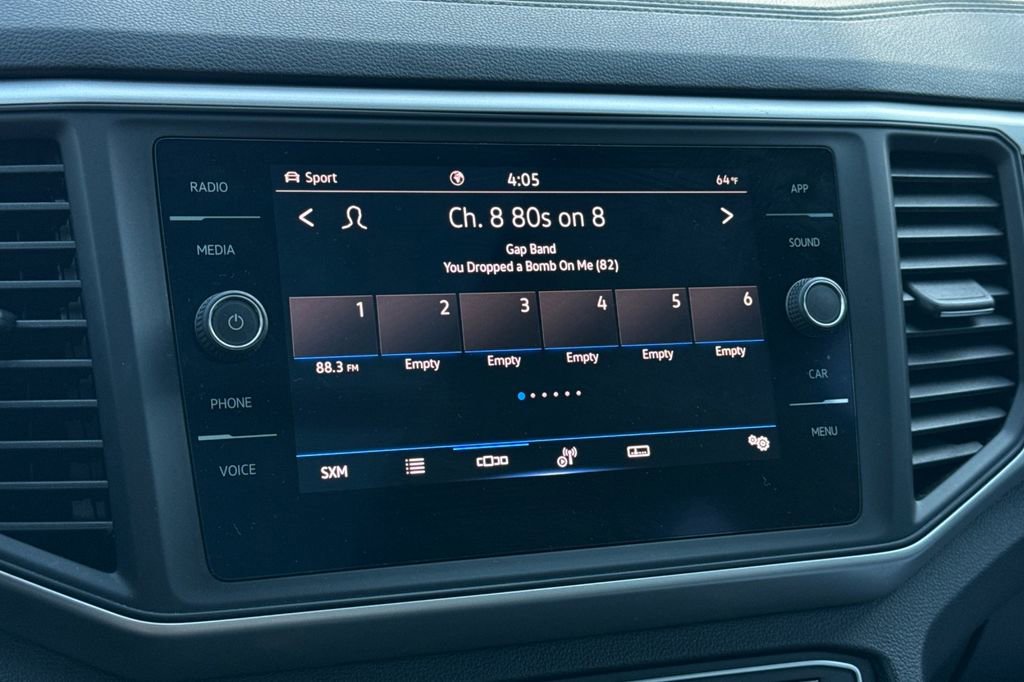 RADIO
MEDIA
PHONE
VOICE
Sport 4:05 64°F
Ch. 8 80s on 8
Gap Band
You Dropped a Bomb On Me (82)
1 2 3 4 5 6
88.3 FM Empty Empty Empty Empty Empty
SXM
APP
SOUND
CAR
MENU